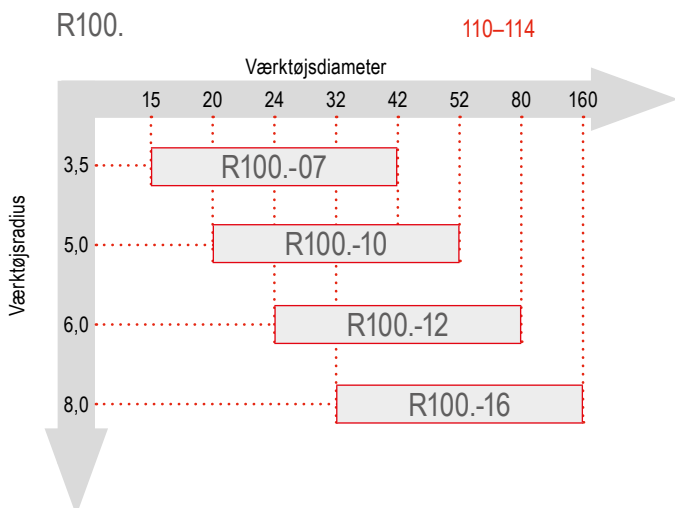 R100. 110–114
Værktøjsdiameter
15 20 24 32 42 52 80 160
3,5 R100.-07
5,0 R100.-10
6,0 R100.-12
8,0 R100.-16
Værktøjsradius